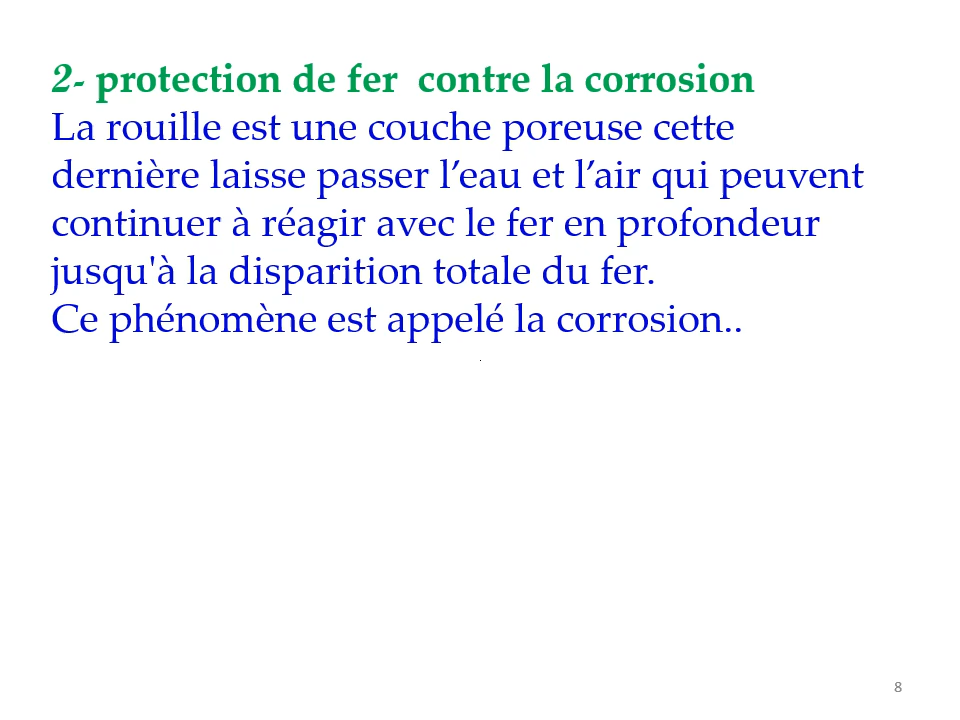 2- protection de fer  contre la corrosion
La rouille est une couche poreuse cette
dernière laisse passer l’eau et l’air qui peuvent
continuer à réagir avec le fer en profondeur
jusqu'à la disparition totale du fer.
Ce phénomène est appelé la corrosion..
.
8